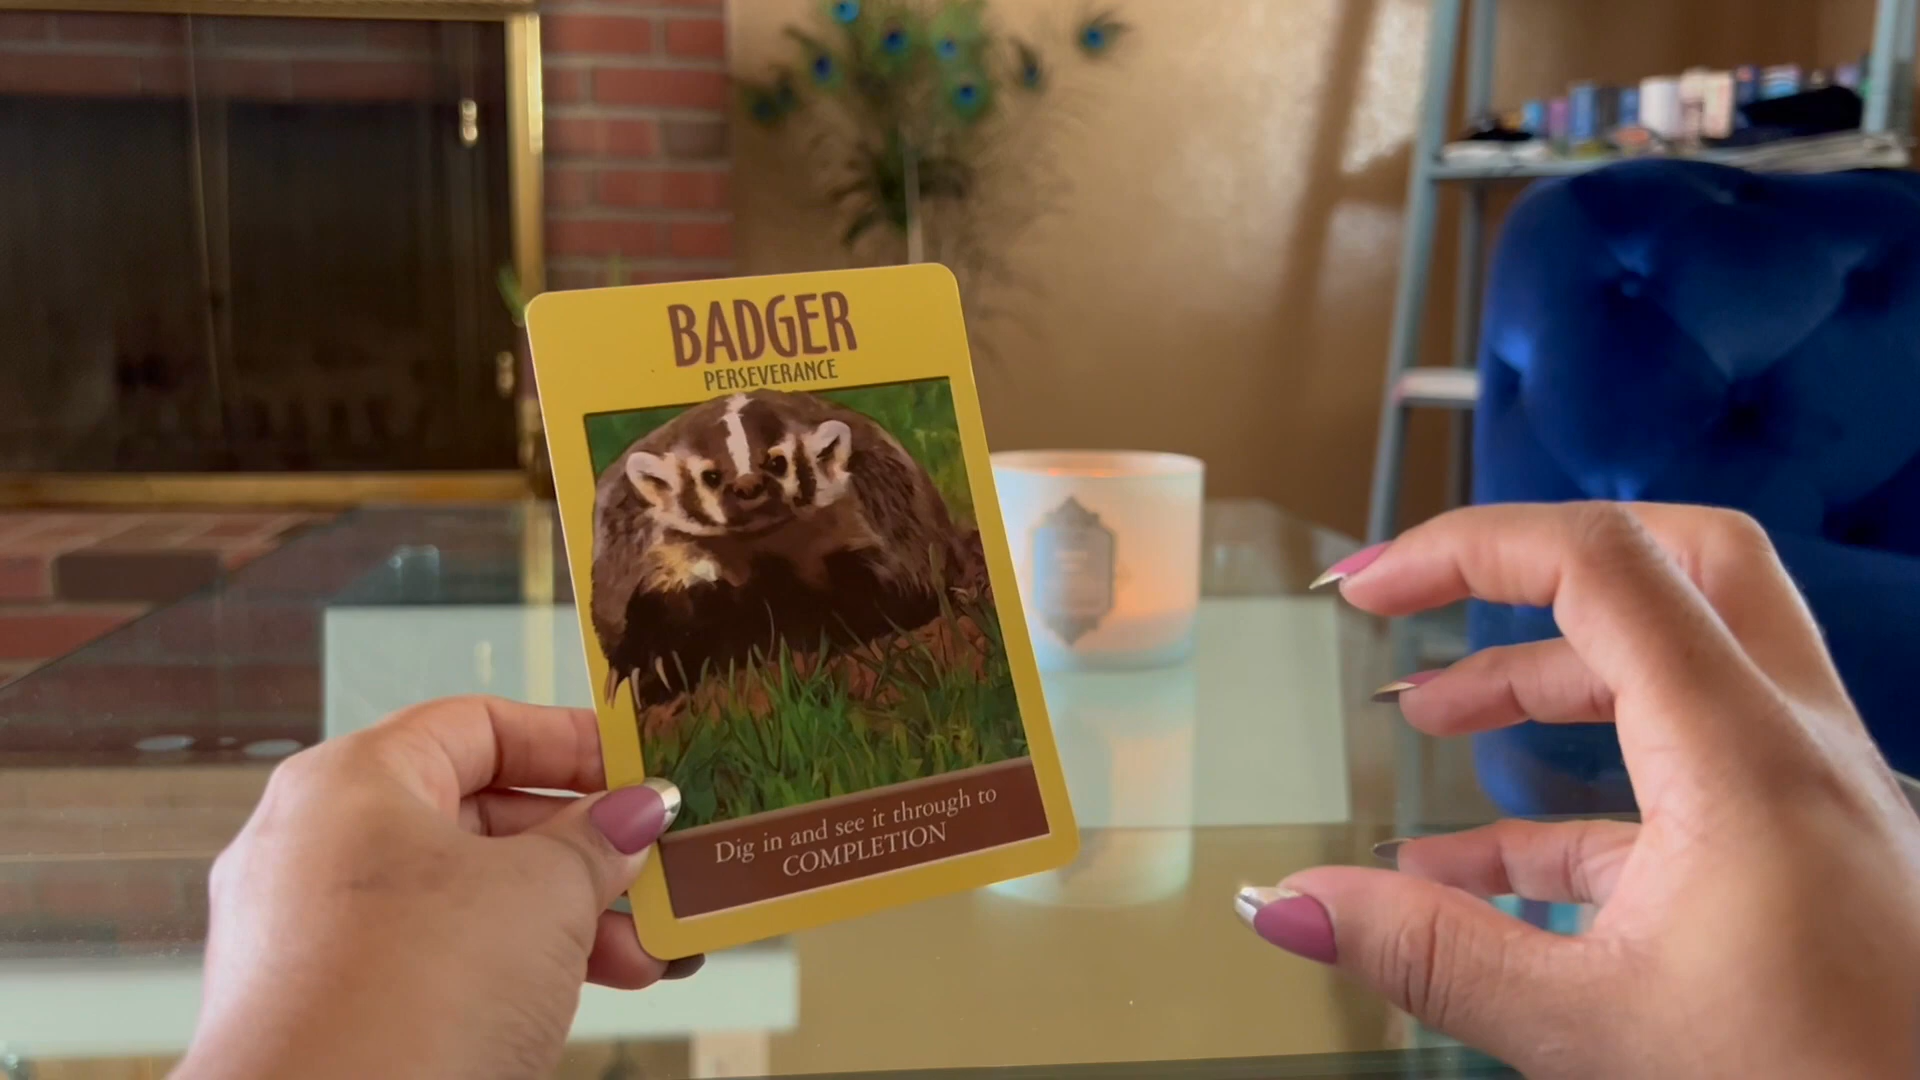 BADGER
PERSEVERANCE
Dig in and see it through to
COMPLETION